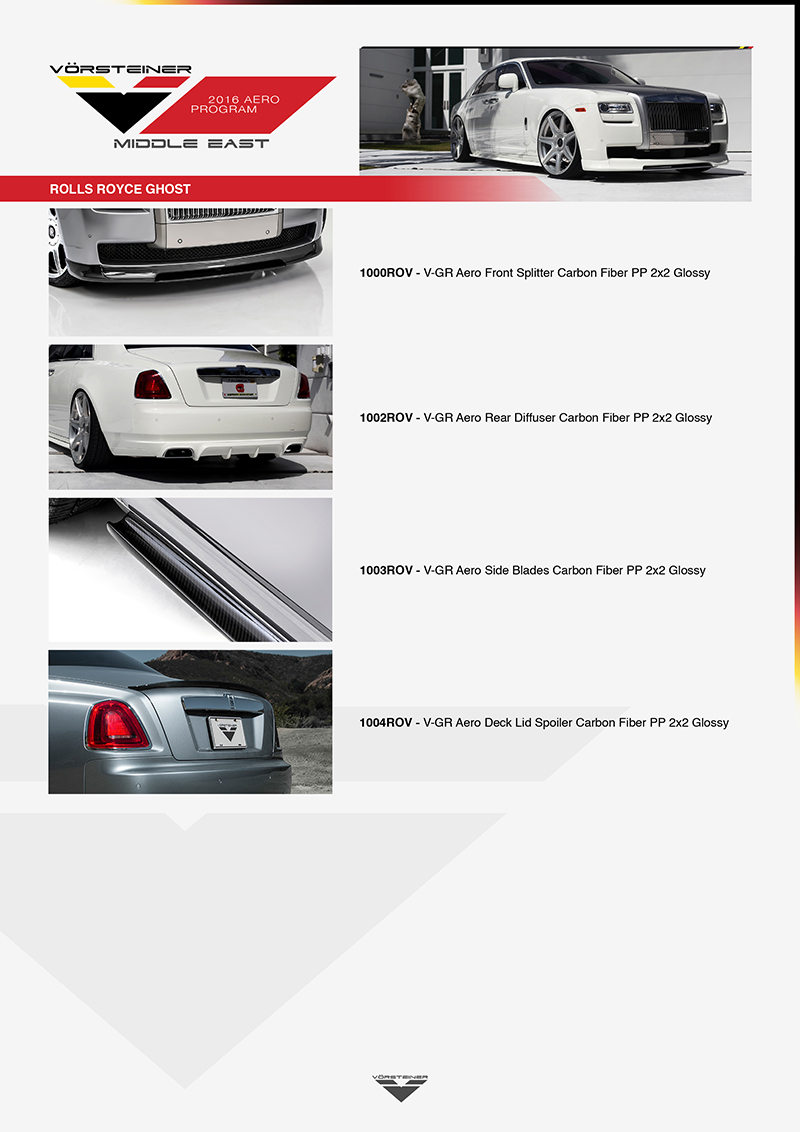 VÖRSTEINER
2016 AERO
PROGRAM
MIDDLE EAST
ROLLS ROYCE GHOST
1000ROV - V-GR Aero Front Splitter Carbon Fiber PP 2x2 Glossy
1002ROV - V-GR Aero Rear Diffuser Carbon Fiber PP 2x2 Glossy
1003ROV - V-GR Aero Side Blades Carbon Fiber PP 2x2 Glossy
VÖRSTEINER
1004ROV - V-GR Aero Deck Lid Spoiler Carbon Fiber PP 2x2 Glossy
VÖRSTEINER